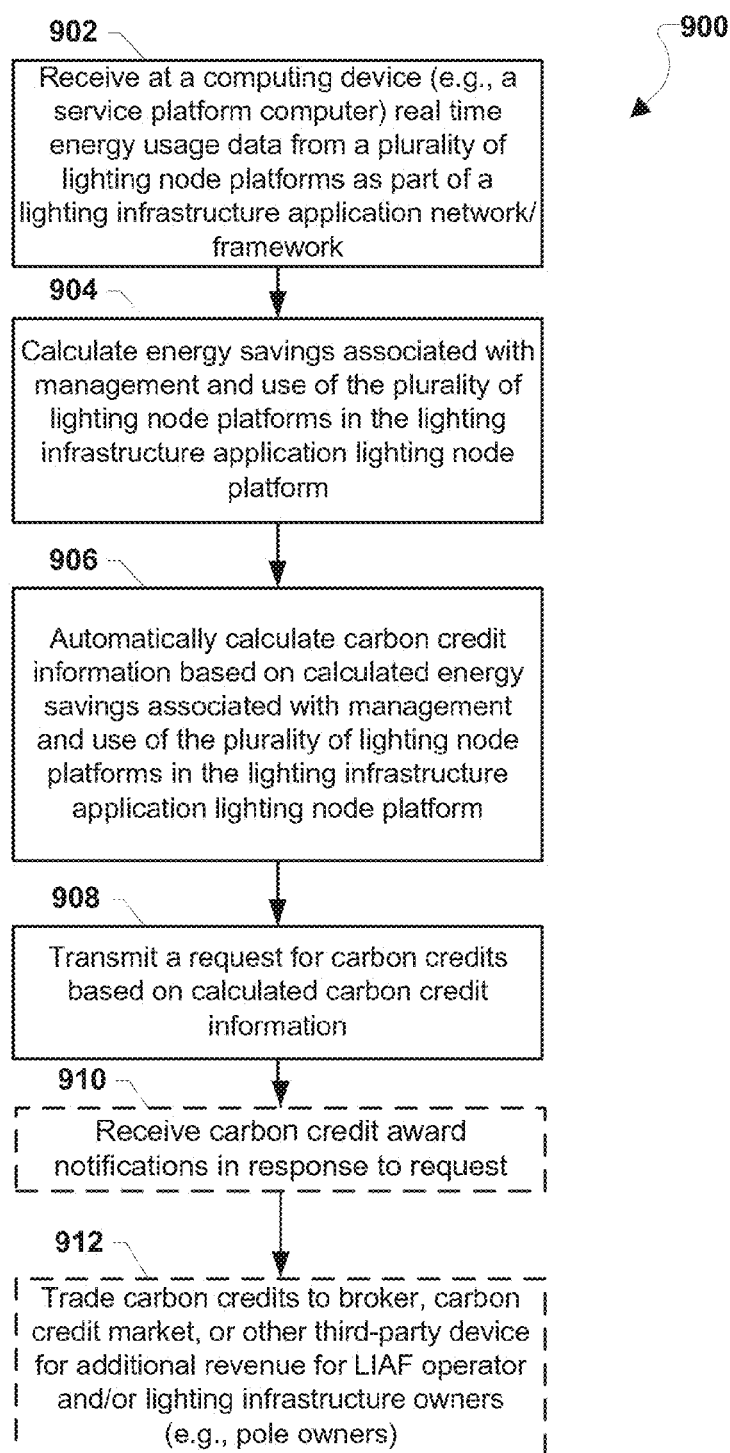 902
900
Receive at a computing device (e.g., a
service platform computer) real time
energy usage data from a plurality of
lighting node platforms as part of a
lighting infrastructure application network/
framework
904
Calculate energy savings associated with
management and use of the plurality of
lighting node platforms in the lighting
infrastructure application lighting node
platform
906
Automatically calculate carbon credit
information based on calculated energy
savings associated with management
and use of the plurality of lighting node
platforms in the lighting infrastructure
application lighting node platform
908
Transmit a request for carbon credits
based on calculated carbon credit
information
910
Receive carbon credit award
notifications in response to request
912
Trade carbon credits to broker, carbon
credit market, or other third-party device
for additional revenue for LIAF operator
and/or lighting infrastructure owners
(e.g., pole owners)